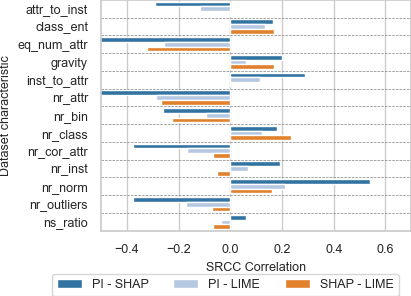 Dataset characteristic
attr_to_inst
class_ent
eq_num_attr
gravity
inst_to_attr
nr_attr
nr_bin
nr_class
nr_cor_attr
nr_inst
nr_norm
nr_outliers
ns_ratio
−0.4 −0.2 0.0 0.2 0.4 0.6
SRCC Correlation
PI - SHAP PI - LIME SHAP - LIME